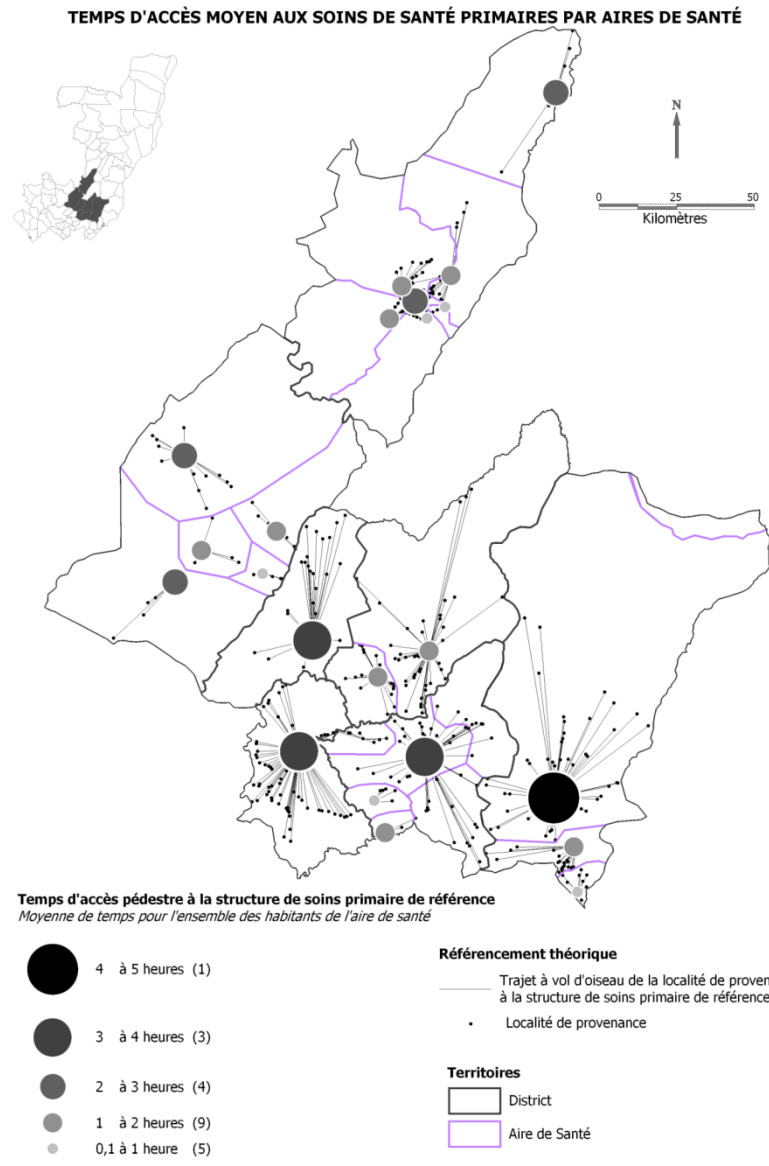 TEMPS D'ACCÈS MOYEN AUX SOINS DE SANTÉ PRIMAIRES PAR AIRES DE SANTÉ
N
0 25 50
Kilomètres
Temps d'accès pédestre à la structure de soins primaire de référence
Moyenne de temps pour l'ensemble des habitants de l'aire de santé
4 à 5 heures (1)
3 à 4 heures (3)
2 à 3 heures (4)
1 à 2 heures (9)
0,1 à 1 heure (5)
Référencement théorique
Trajet à vol d'oiseau de la localité de proven
à la structure de soins primaire de référence
Localité de provenance
Territoires
District
Aire de Santé